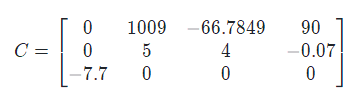 C = [ 0 1009 −66.7849 90
0 5 4 −0.07
−7.7 0 0 0 ]